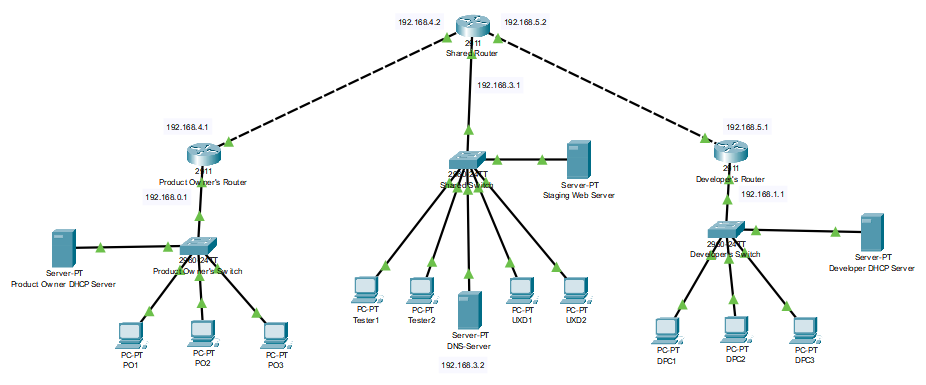 192.168.4.2
192.168.5.2
2911
Shared Router
192.168.3.1
192.168.4.1
192.168.5.1
2911
Product Owner's Router
2911
Developer's Router
192.168.0.1
192.168.1.1
2960-24TT
Shared Switch
Server-PT
Staging Web Server
2960-24TT
Product Owner's Switch
2960-24TT
Developer's Switch
Server-PT
Product Owner DHCP Server
Server-PT
Developer DHCP Server
PC-PT
Tester1
PC-PT
Tester2
Server-PT
DNS-Server
PC-PT
UXD1
PC-PT
UXD2
PC-PT
PO1
PC-PT
PO2
PC-PT
PO3
192.168.3.2
PC-PT
DPC1
PC-PT
DPC2
PC-PT
DPC3